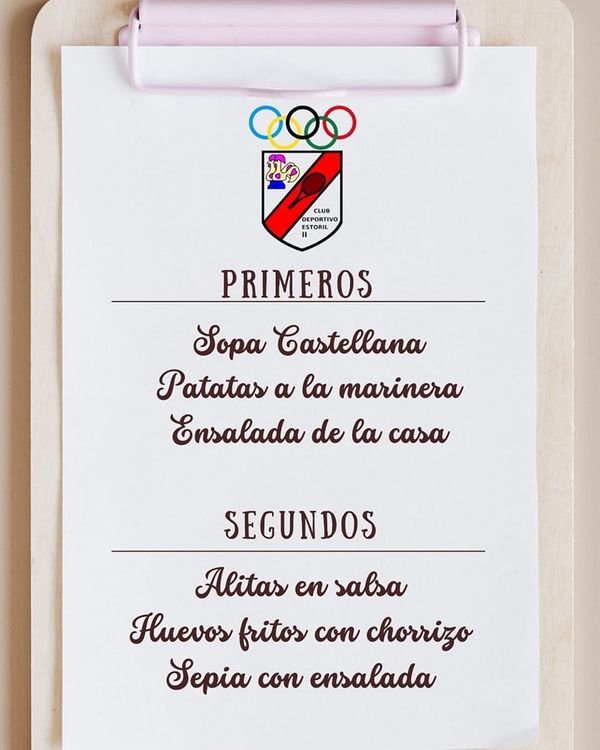 CLUB
DEPORTIVO
ESTORIL
II
PRIMEROS
Sopa Castellana
Patatas a la marinera
Ensalada de la casa
SEGUNDOS
Alitas en salsa
Huevos fritos con chorrizo
Sepia con ensalada